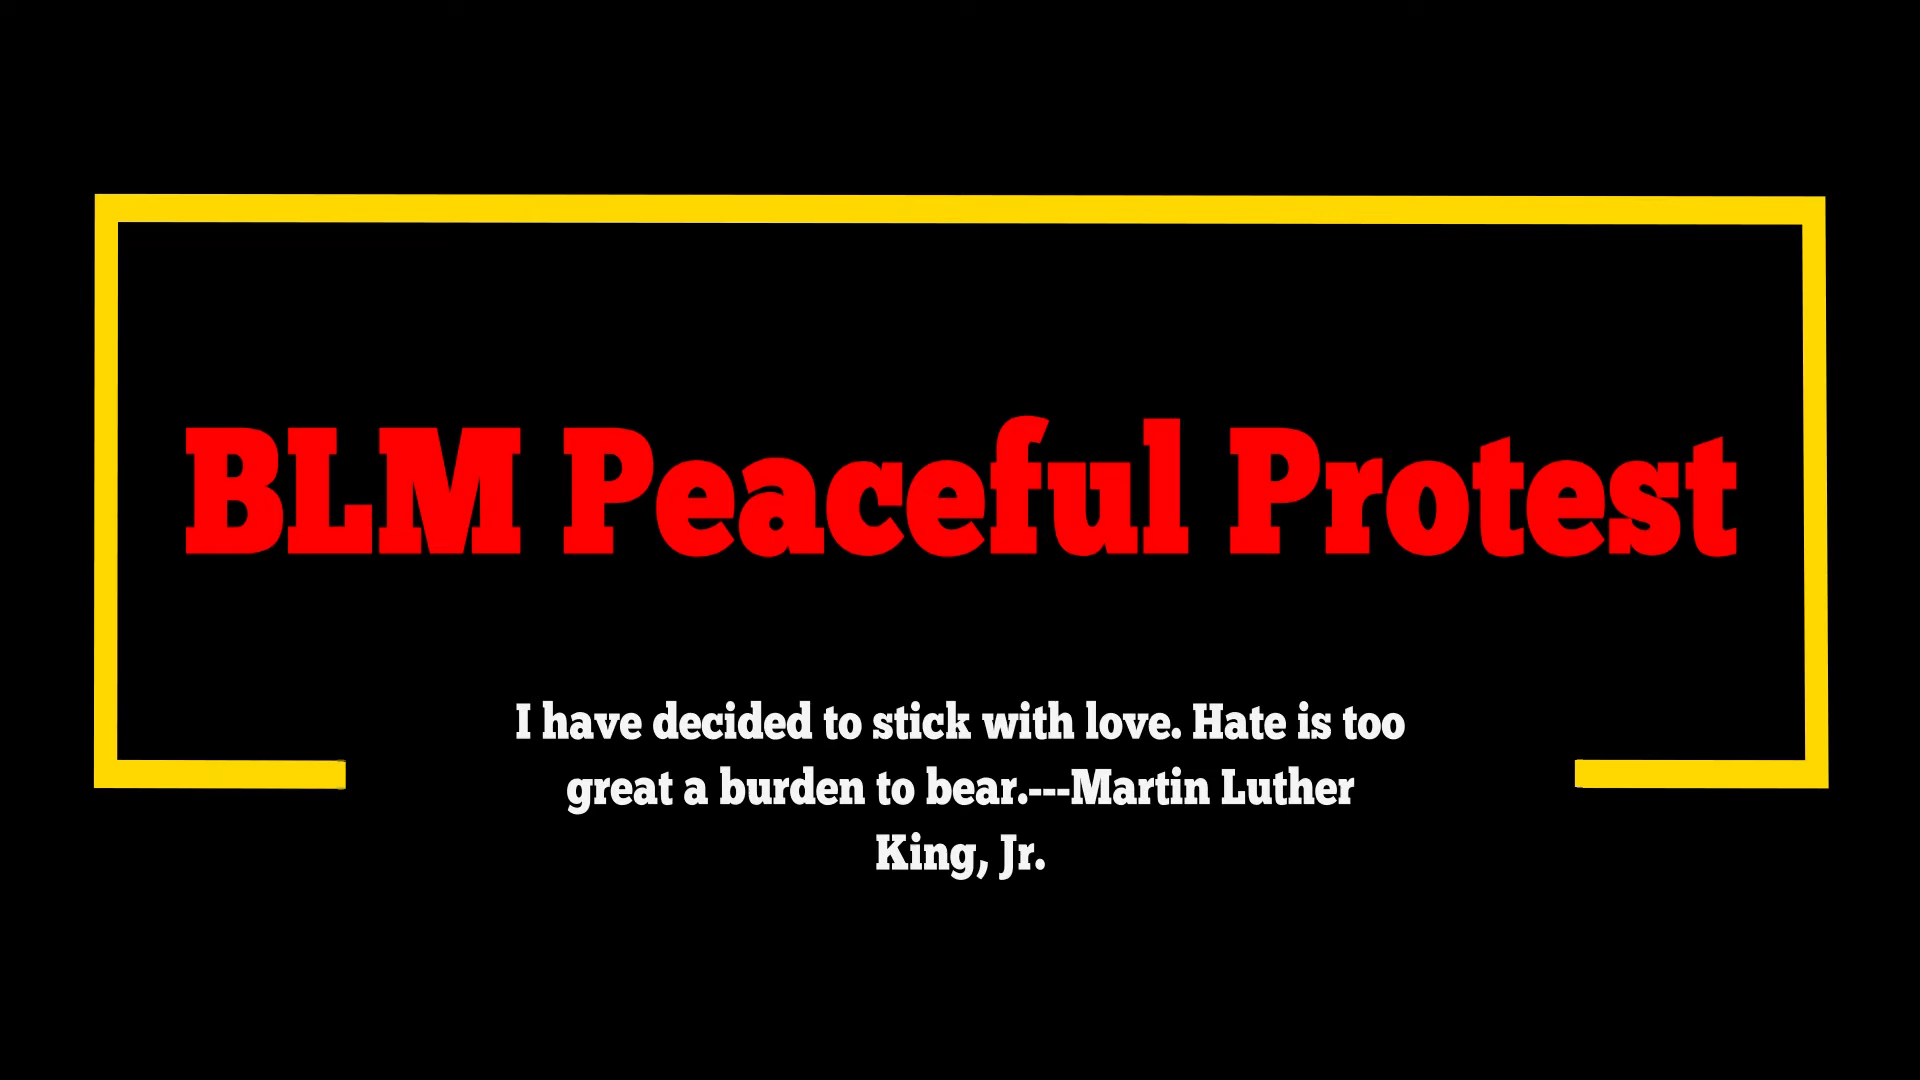 BLM Peaceful Protest
I have decided to stick with love. Hate is too
great a burden to bear.---Martin Luther
King, Jr.